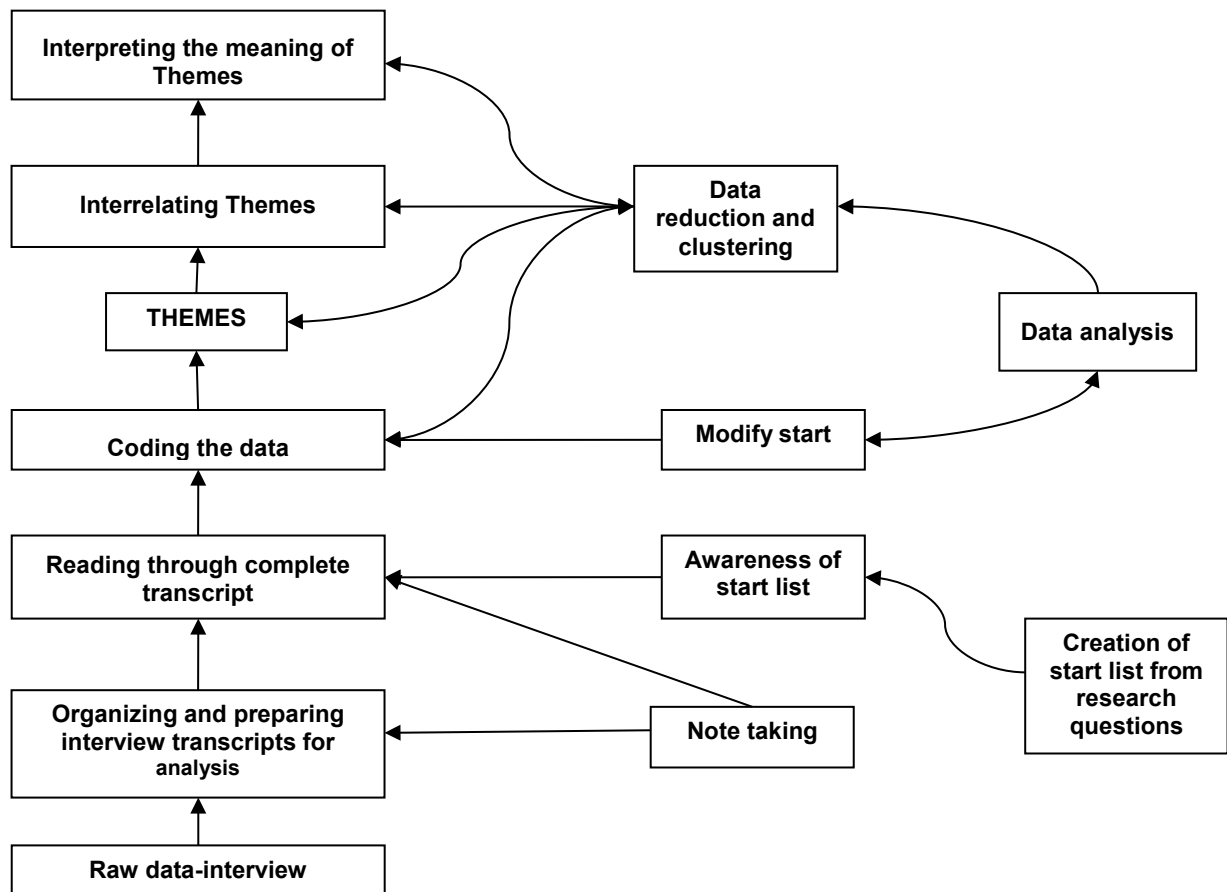 Interpreting the meaning of
Themes
Interrelating Themes
Data
reduction and
clustering
THEMES
Data analysis
Coding the data
Modify start
Reading through complete
transcript
Awareness of
start list
Creation of
start list from
research
questions
Organizing and preparing
interview transcripts for
analysis
Note taking
Raw data-interview